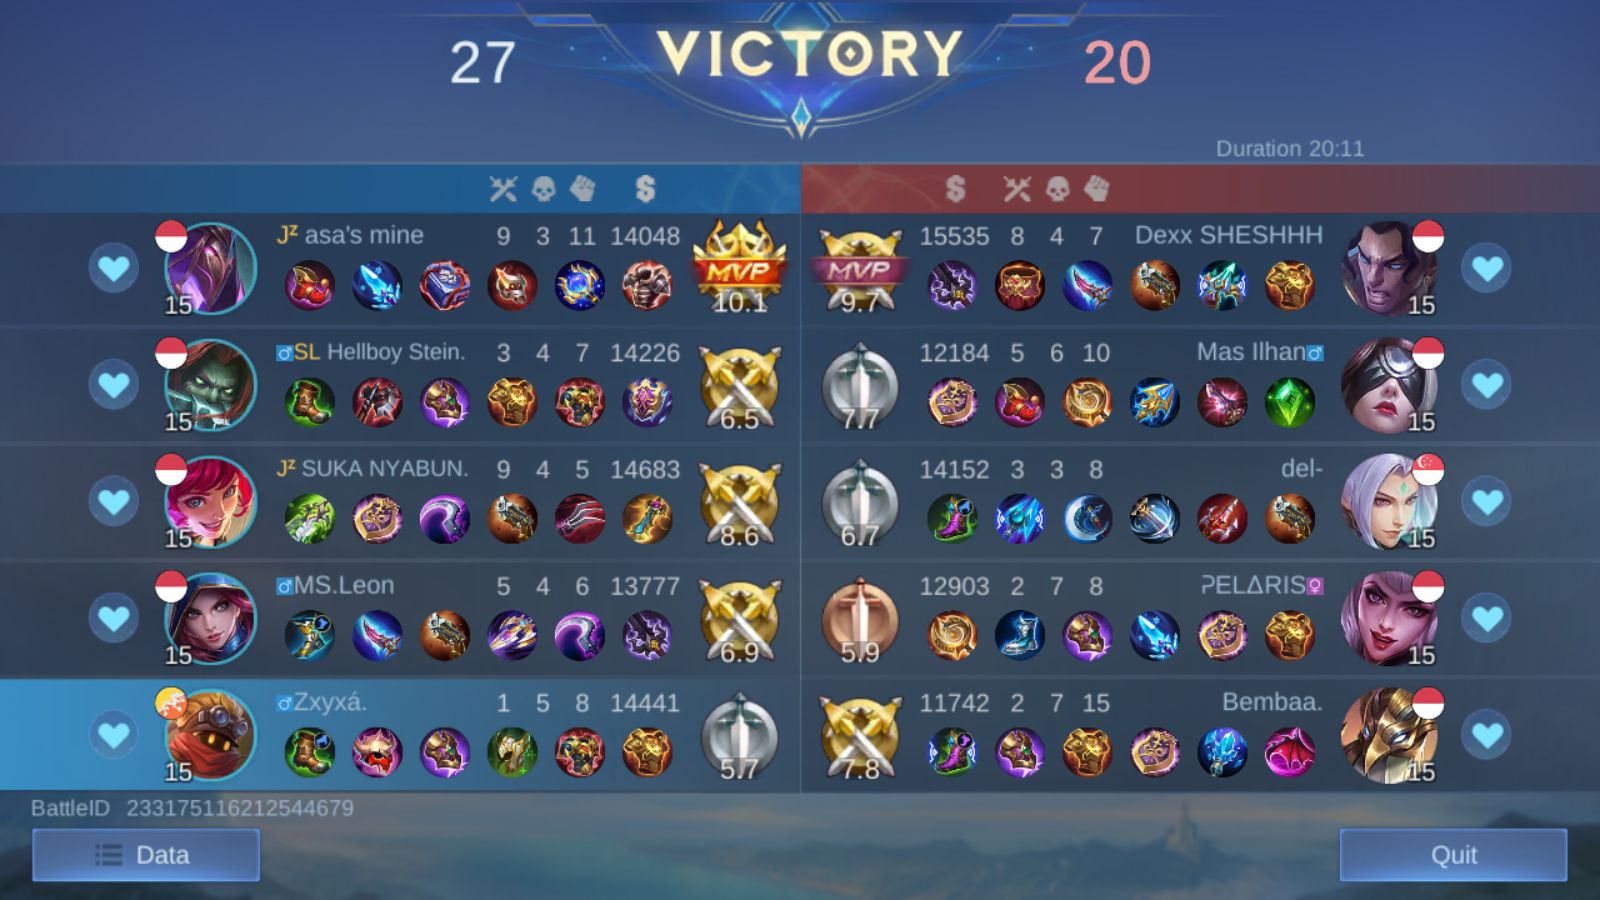 27 VICTORY 20
Duration 20:11
Jz asa's mine 9 3 11 14048 MVP 10.1
15
SL Hellboy Stein. 3 4 7 14226 6.5
15
Jz SUKA NYABUN. 9 4 5 14683 8.6
15
MS.Leon 5 4 6 13777 6.9
15
Zxyxá. 1 5 8 14441 5.7
15
MVP 9.7 15535 8 4 7 Dexx SHESHHH
15
7.7 12184 5 6 10 Mas Ilhan
15
6.7 14152 3 3 8 del-
15
5.9 12903 2 7 8 ՁELΔRIS
15
7.8 11742 2 7 15 Bembaa.
15
BattleID 233175116212544679
Data
Quit